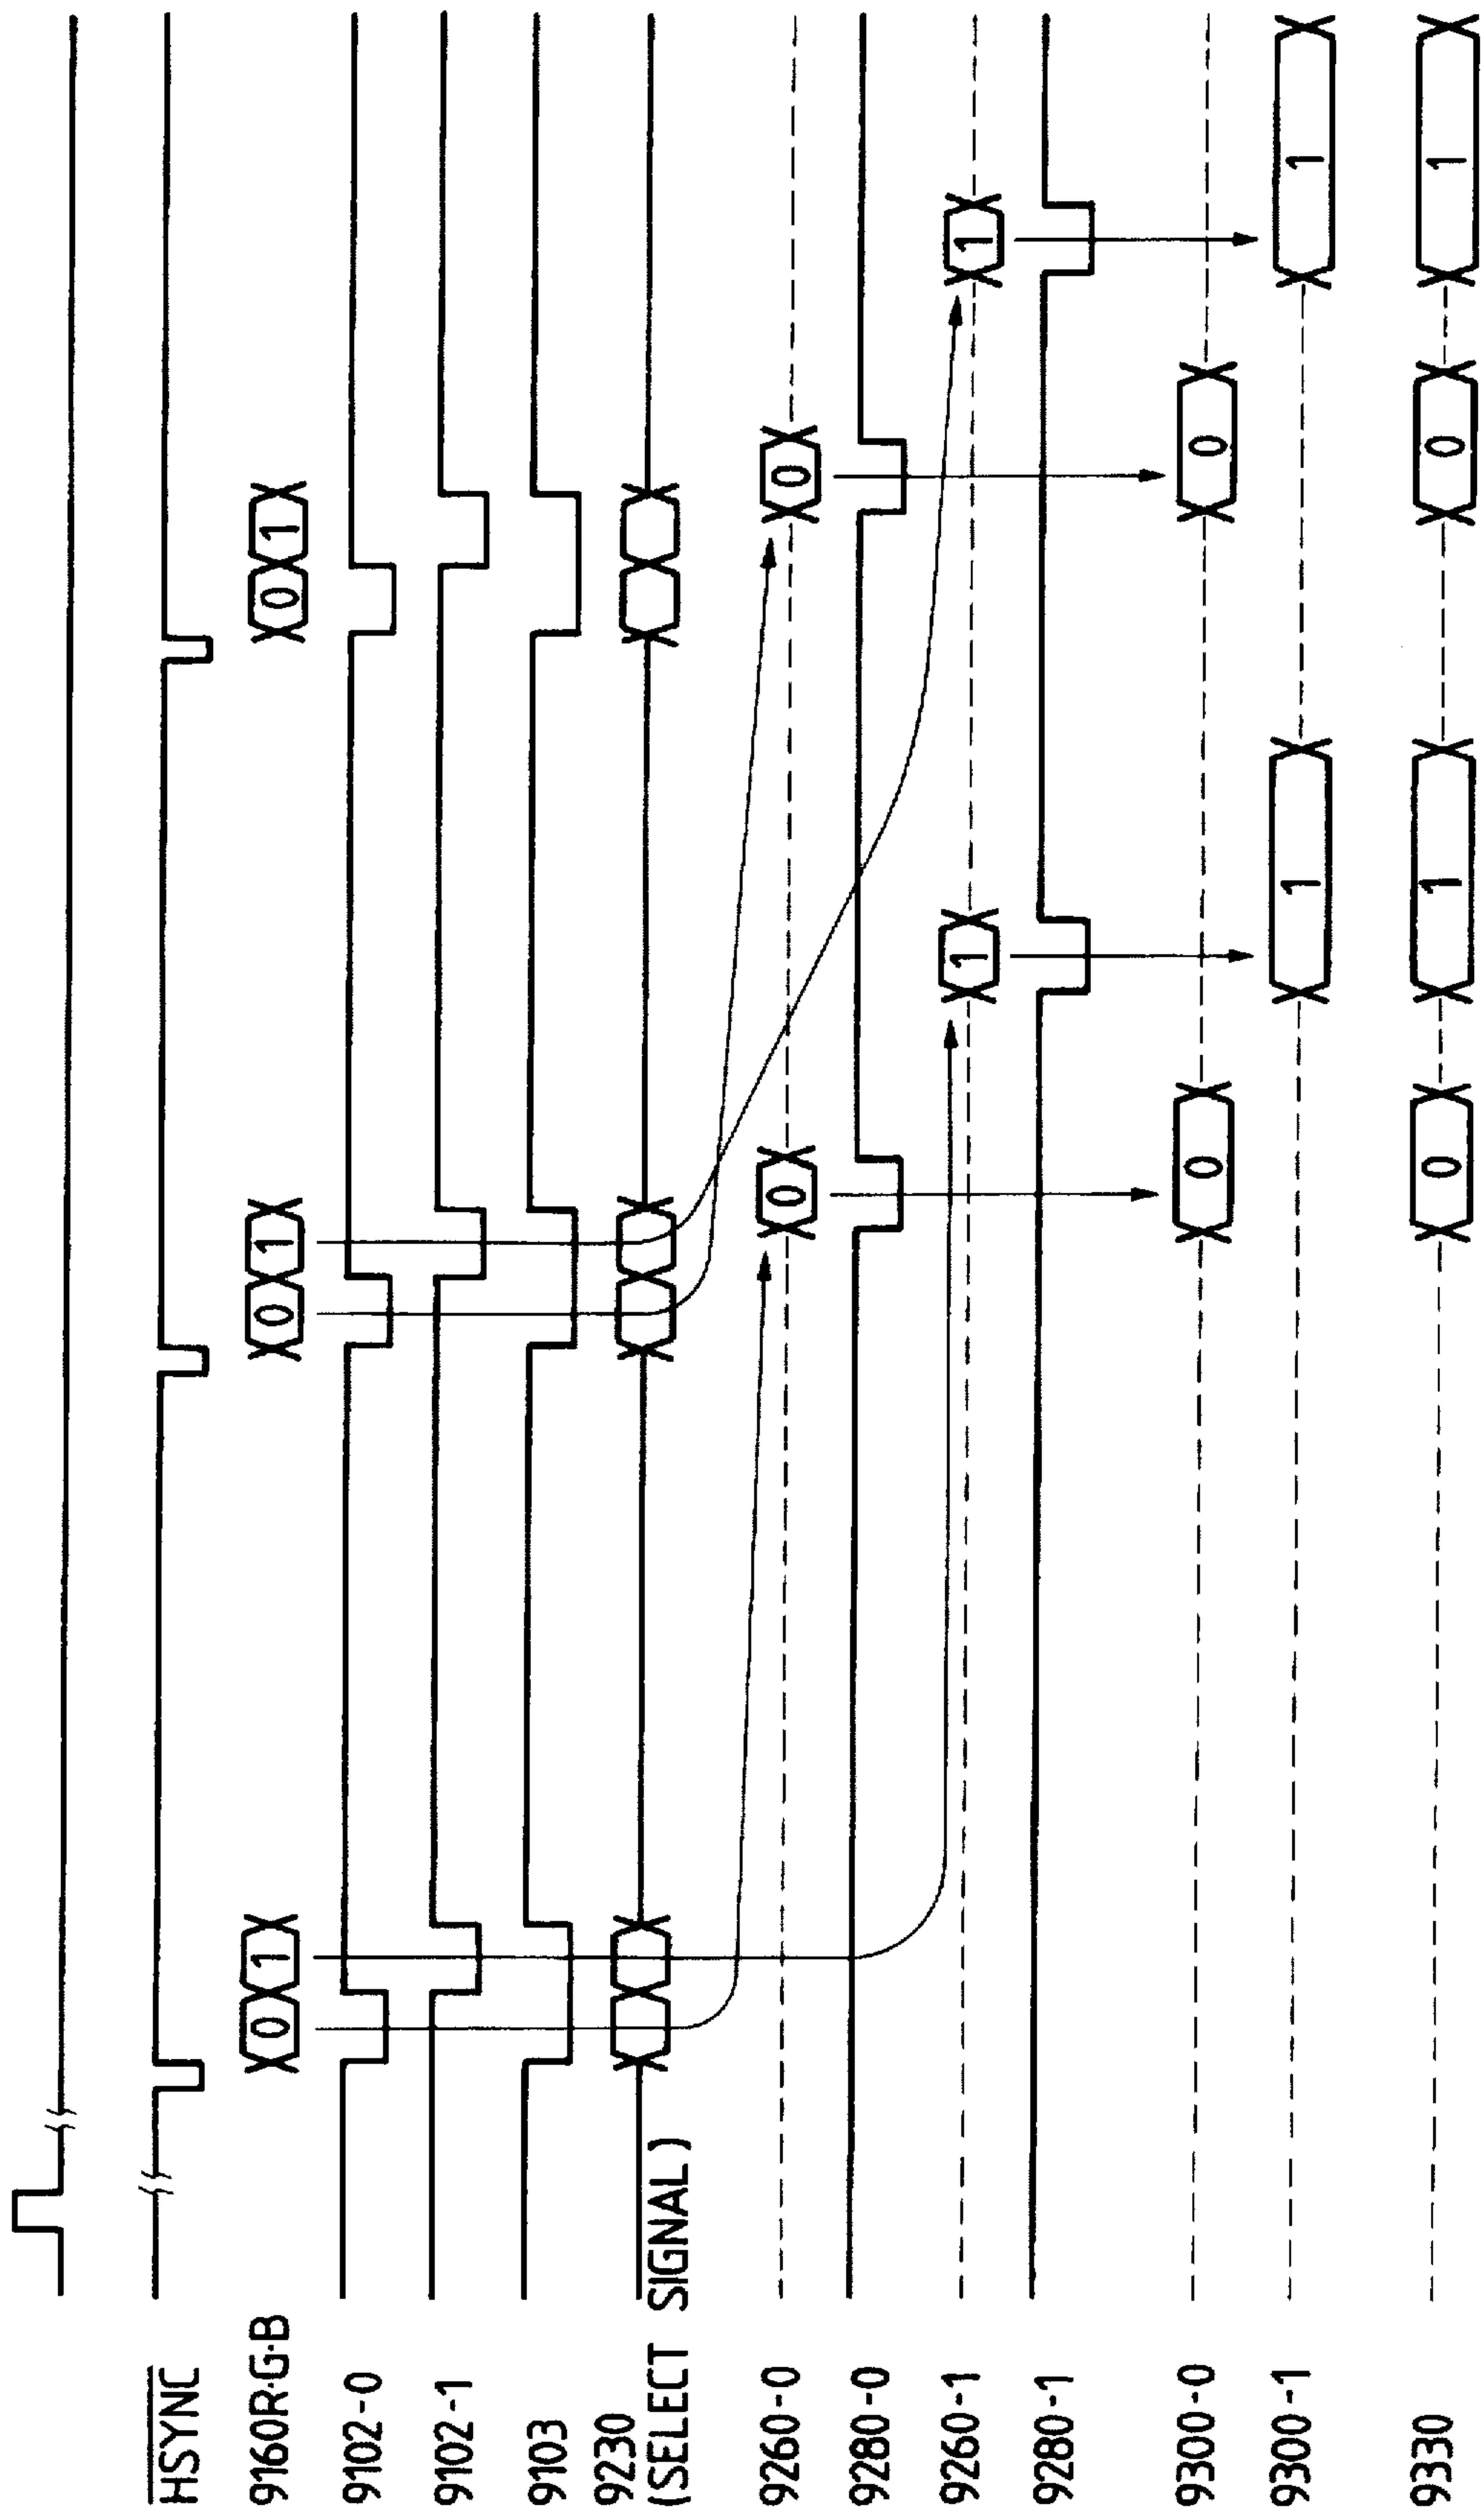 HSYNC
9160R·G·B 0 1 0 1 0 1
9102-0
9102-1
9103
9230
(SELECT SIGNAL)
9260-0 0 0
9280-0
9260-1 1 1
9280-1
9300-0 0 0
9300-1 1 1
9330 0 1 0 1